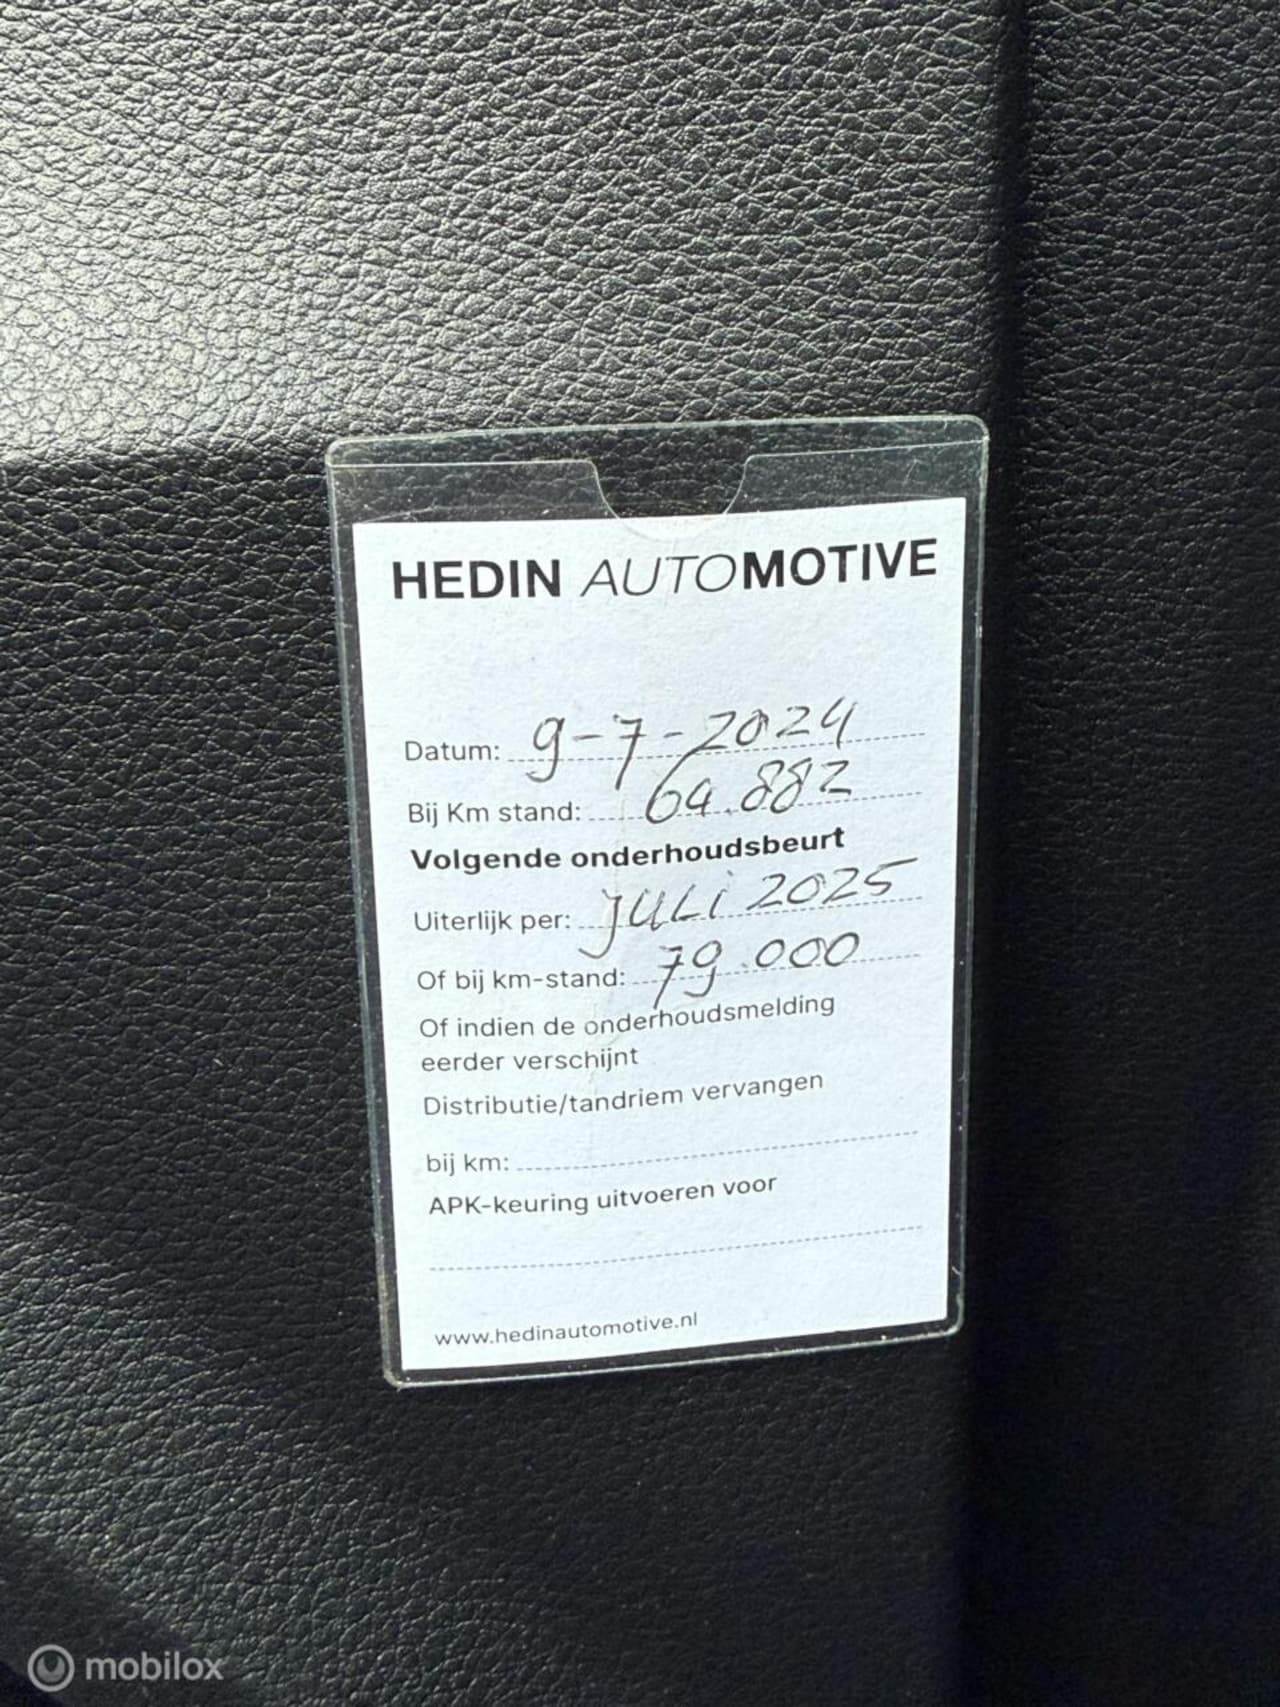 HEDIN AUTOMOTIVE
Datum: 9-7-2024
Bij Km stand: 64.882
Volgende onderhoudsbeurt
Uiterlijk per: JULI 2025
Of bij km-stand: 79.000
Of indien de onderhoudsmelding
eerder verschijnt
Distributie/tandriem vervangen
bij km:
APK-keuring uitvoeren voor
www.hedinautomotive.nl
mobilox